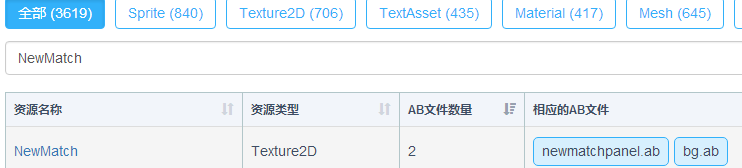 全部 (3619) Sprite (840) Texture2D (706) TextAsset (435) Material (417) Mesh (645)
NewMatch
资源名称 资源类型 AB文件数量 相应的AB文件
NewMatch Texture2D 2 newmatchpanel.ab bg.ab